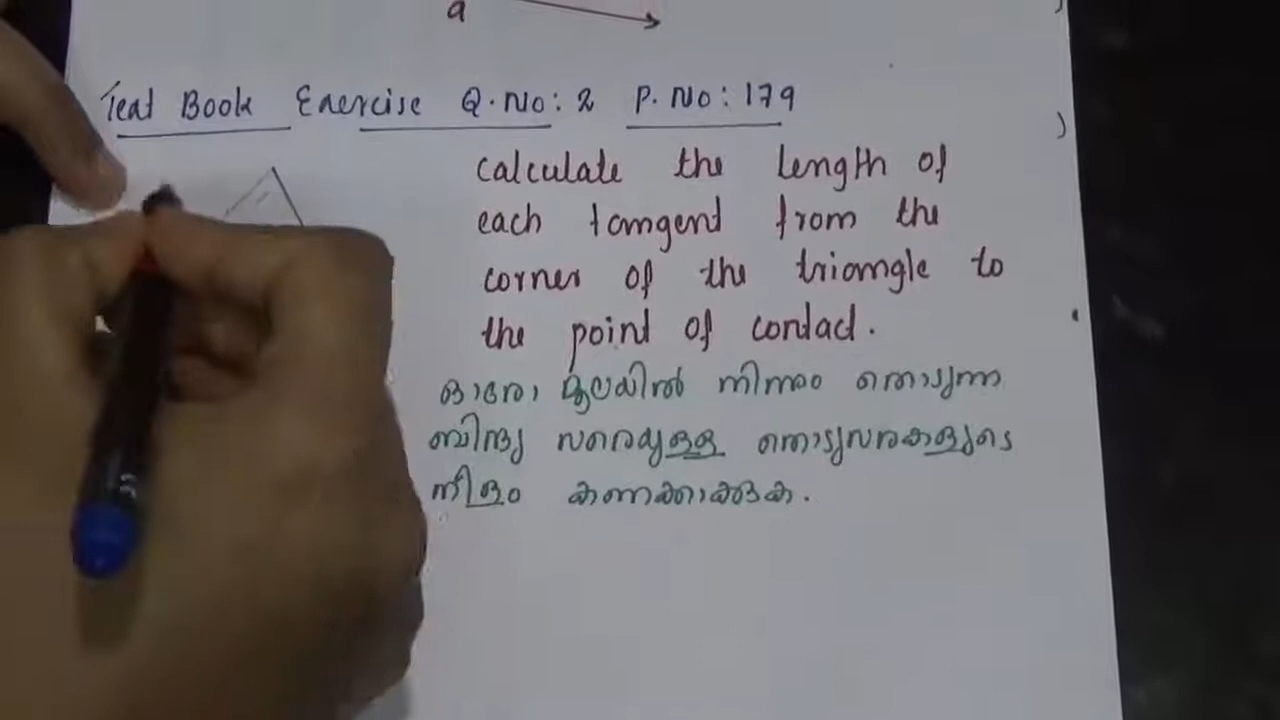 a
Text Book Exercise Q.No: 2 P.No: 179
Calculate the length of
each tangent from the
corner of the triangle to
the point of contact.
ഓരോ മൂലയിൽ നിന്നും തൊടുന്ന
ബിന്ദു വരെയുള്ള തൊടുവരകളുടെ
നീളം കണക്കാക്കുക.